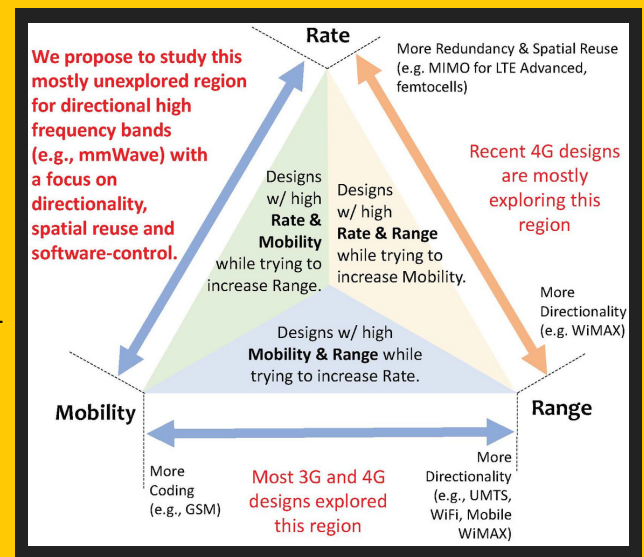 Rate
We propose to study this
mostly unexplored region
for directional high
frequency bands
(e.g., mmWave) with
a focus on
directionality,
spatial reuse and
software-control.
More Redundancy & Spatial Reuse
(e.g. MIMO for LTE Advanced,
femtocells)
Recent 4G designs
are mostly
exploring this
region
Designs
w/ high
Rate &
Mobility
while trying to
increase Range.
Designs
w/ high
Rate & Range
while trying to
increase Mobility.
More
Directionality
(e.g. WiMAX)
Designs w/ high
Mobility & Range while
trying to increase Rate.
Mobility
Range
More
Coding
(e.g., GSM)
Most 3G and 4G
designs explored
this region
More
Directionality
(e.g., UMTS,
WiFi, Mobile
WiMAX)